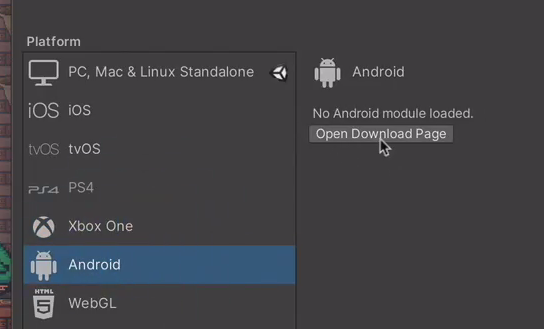 Platform
PC, Mac & Linux Standalone
iOS iOS
tvOS tvOS
PS4 PS4
Xbox One
Android
HTML
5 WebGL
Android
No Android module loaded.
Open Download Page